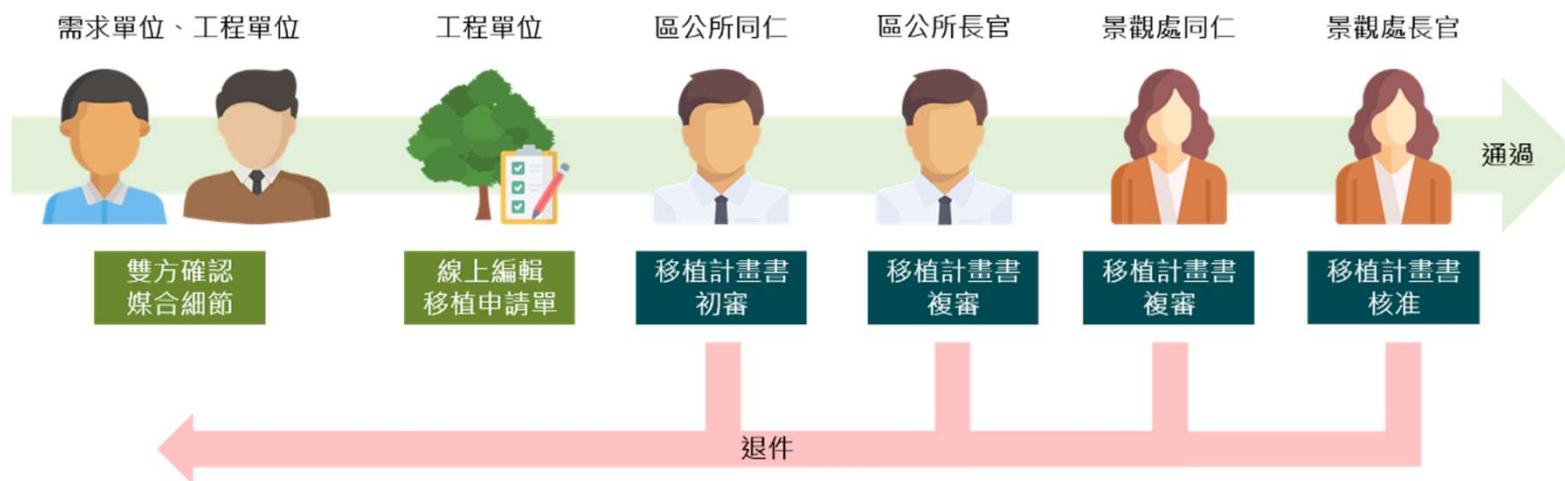 需求單位、工程單位
工程單位
區公所同仁
區公所長官
景觀處同仁
景觀處長官
通過
雙方確認
媒合細節
線上編輯
移植申請單
移植計畫書
初審
移植計畫書
複審
移植計畫書
複審
移植計畫書
核准
退件